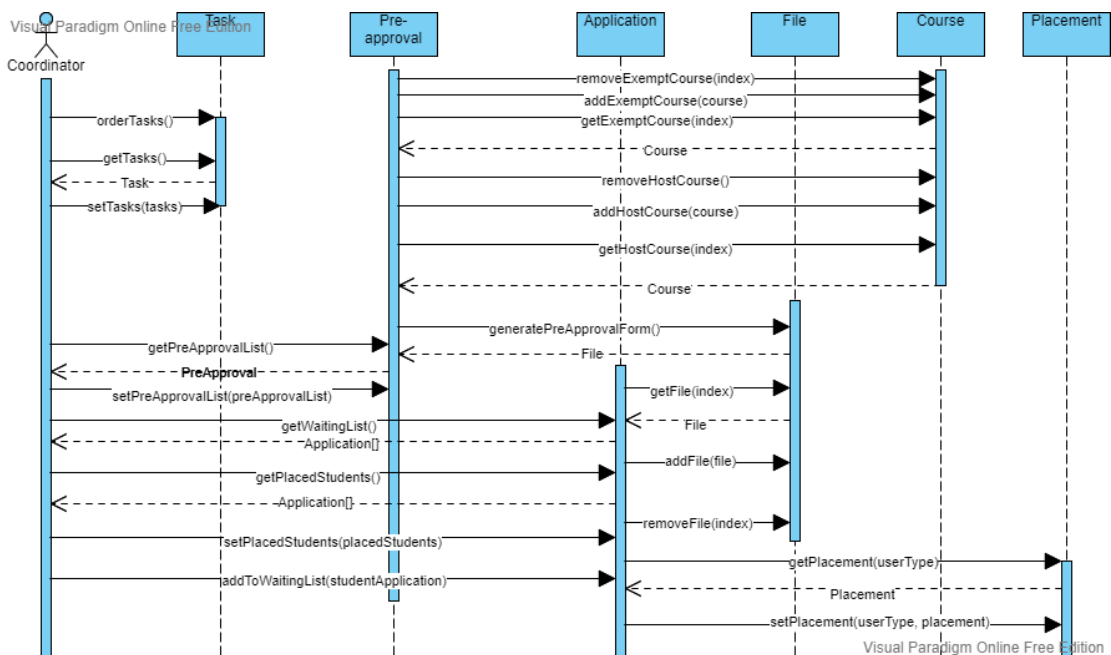 Visual Paradigm Online Free Edition
Coordinator
Task
Pre-
approval
Application
File
Course
Placement
removeExemptCourse(index)
addExemptCourse(course)
orderTasks()
getExemptCourse(index)
Course
getTasks()
Task
removeHostCourse()
setTasks(tasks)
addHostCourse(course)
getHostCourse(index)
Course
generatePreApprovalForm()
getPreApprovalList()
File
PreApproval
setPreApprovalList(preApprovalList)
getFile(index)
getWaitingList()
File
Application[]
addFile(file)
getPlacedStudents()
Application[]
removeFile(index)
setPlacedStudents(placedStudents)
getPlacement(userType)
addToWaitingList(studentApplication)
Placement
setPlacement(userType, placement)
Visual Paradigm Online Free Edition